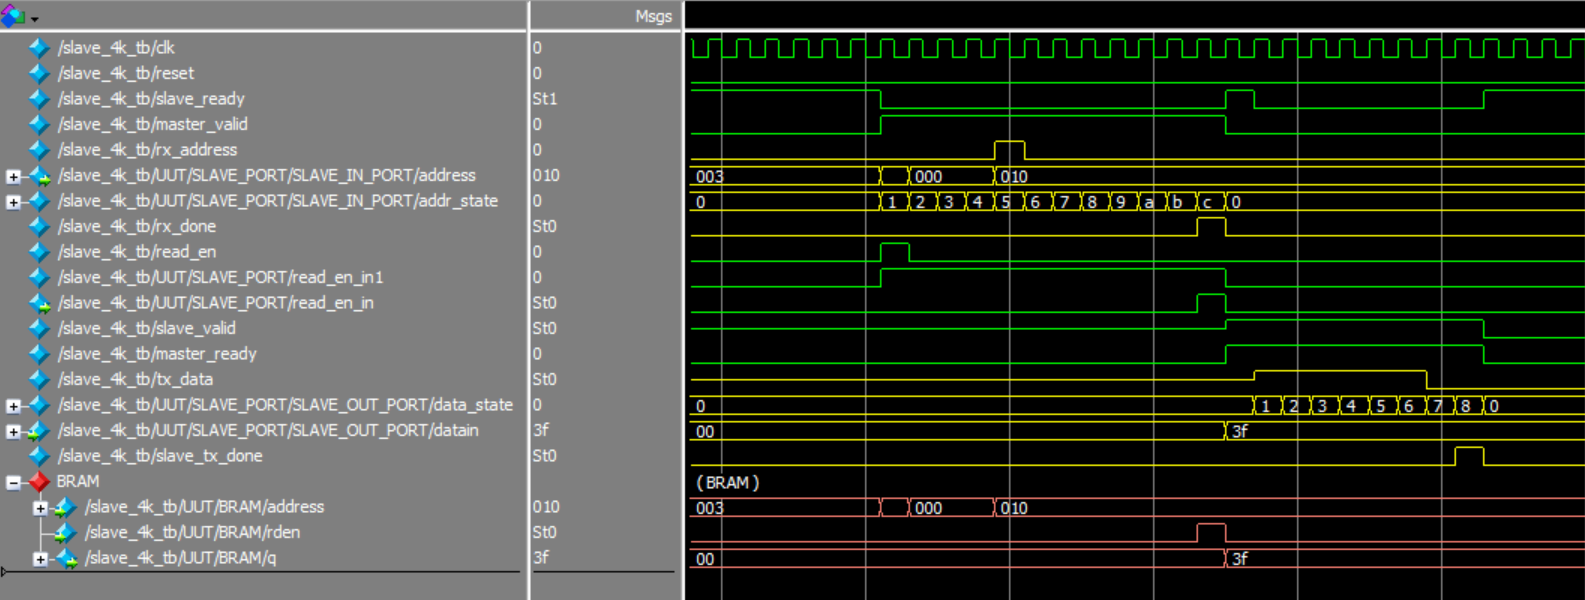 Msgs
/slave_4k_tb/clk 0
/slave_4k_tb/reset 0
/slave_4k_tb/slave_ready St1
/slave_4k_tb/master_valid 0
/slave_4k_tb/rx_address 0
/slave_4k_tb/UUT/SLAVE_PORT/SLAVE_IN_PORT/address 010 003 000 010
/slave_4k_tb/UUT/SLAVE_PORT/SLAVE_IN_PORT/addr_state 0 0 1 2 3 4 5 6 7 8 9 a b c 0
/slave_4k_tb/rx_done St0
/slave_4k_tb/read_en 0
/slave_4k_tb/UUT/SLAVE_PORT/read_en_in1 0
/slave_4k_tb/UUT/SLAVE_PORT/read_en_in St0
/slave_4k_tb/slave_valid St0
/slave_4k_tb/master_ready 0
/slave_4k_tb/tx_data St0
/slave_4k_tb/UUT/SLAVE_PORT/SLAVE_OUT_PORT/data_state 0 0 1 2 3 4 5 6 7 8 0
/slave_4k_tb/UUT/SLAVE_PORT/SLAVE_OUT_PORT/datain 3f 00 3f
/slave_4k_tb/slave_tx_done St0
BRAM (BRAM)
/slave_4k_tb/UUT/BRAM/address 010 003 000 010
/slave_4k_tb/UUT/BRAM/rden St0
/slave_4k_tb/UUT/BRAM/q 3f 00 3f